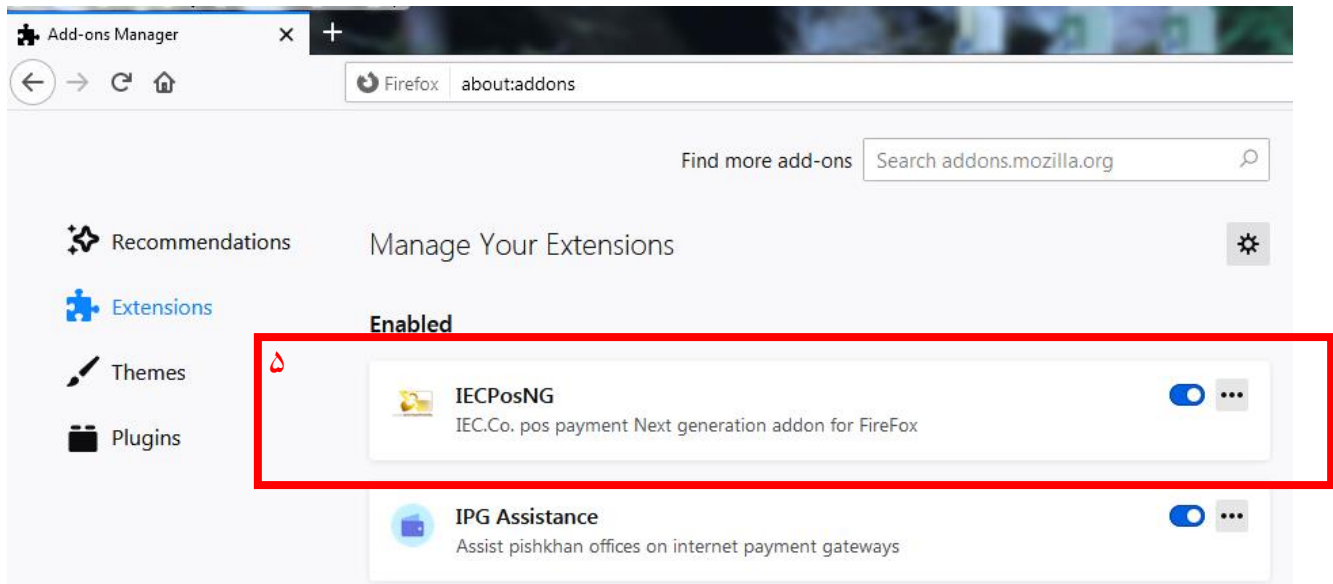 Add-ons Manager
Firefox about:addons
Find more add-ons Search addons.mozilla.org
Recommendations
Extensions
Themes
Plugins
Manage Your Extensions
Enabled
۵
IECPosNG
IEC.Co. pos payment Next generation addon for FireFox
IPG Assistance
Assist pishkhan offices on internet payment gateways